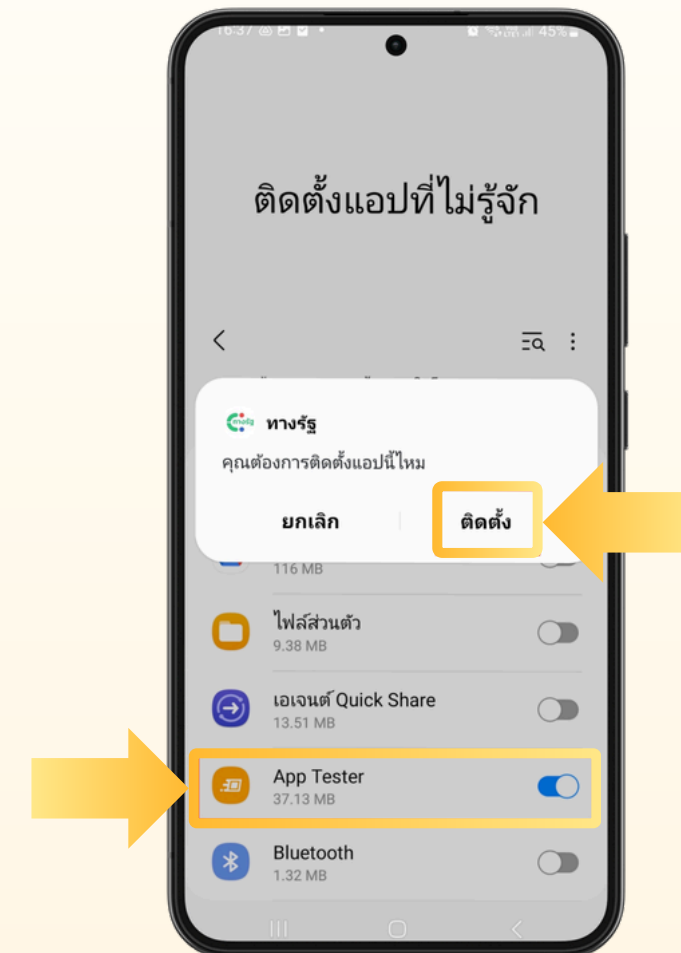 16:37
45%
ติดตั้งแอปที่ไม่รู้จัก
ทางรัฐ
คุณต้องการติดตั้งแอปนี้ไหม
ยกเลิก
ติดตั้ง
116 MB
ไฟล์ส่วนตัว
9.38 MB
เอเจนต์ Quick Share
13.51 MB
App Tester
37.13 MB
Bluetooth
1.32 MB